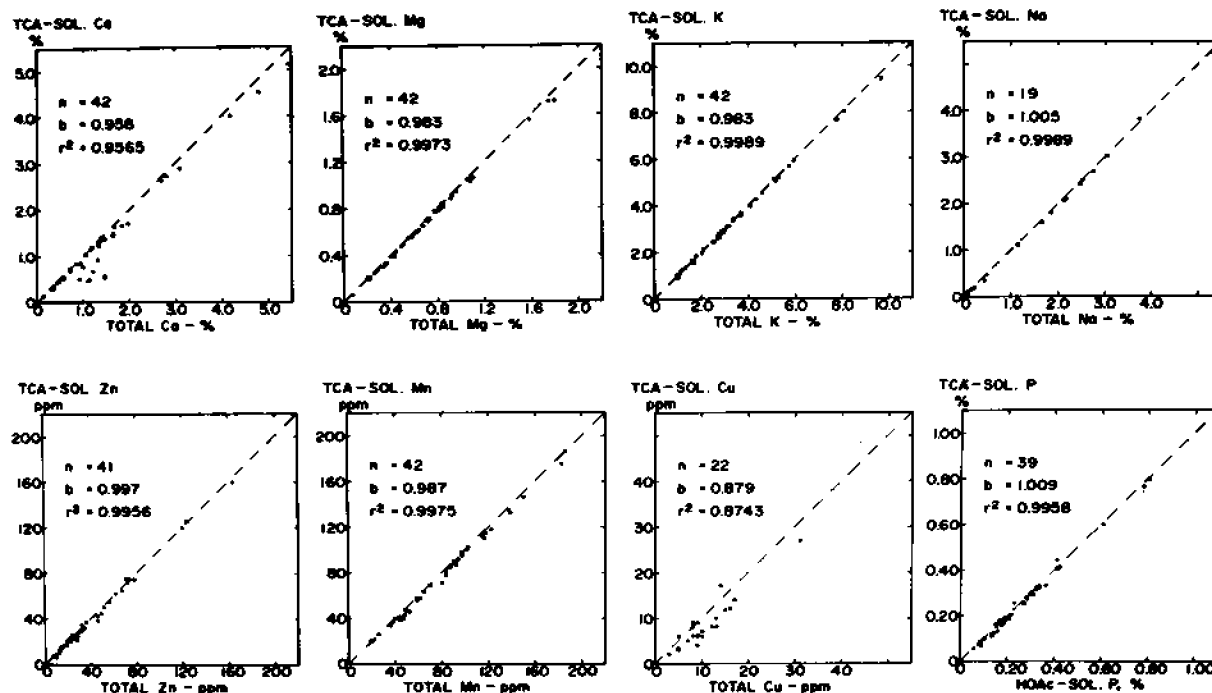 TCA-SOL. Ca
%
5.0
4.0
3.0
2.0
1.0
0
n = 42
b = 0.958
r² = 0.9565
0 1.0 2.0 3.0 4.0 5.0
TOTAL Ca - %
TCA-SOL. Mg
%
2.0
1.6
1.2
0.8
0.4
0
n = 42
b = 0.983
r² = 0.9973
0 0.4 0.8 1.2 1.6 2.0
TOTAL Mg - %
TCA-SOL. K
%
10.0
8.0
6.0
4.0
2.0
0
n = 42
b = 0.983
r² = 0.9989
0 2.0 4.0 6.0 8.0 10.0
TOTAL K - %
TCA-SOL. Na
%
4.0
3.0
2.0
1.0
0
n = 19
b = 1.005
r² = 0.9989
0 1.0 2.0 3.0 4.0
TOTAL Na - %
TCA-SOL. Zn
ppm
200
160
120
80
40
0
n = 41
b = 0.997
r² = 0.9956
0 40 80 120 160 200
TOTAL Zn - ppm
TCA-SOL. Mn
ppm
200
160
120
80
40
0
n = 42
b = 0.987
r² = 0.9975
0 40 80 120 160 200
TOTAL Mn - ppm
TCA-SOL. Cu
ppm
50
40
30
20
10
0
n = 22
b = 0.879
r² = 0.8743
0 10 20 30 40 50
TOTAL Cu - ppm
TCA-SOL. P
%
1.00
0.80
0.60
0.40
0.20
0
n = 39
b = 1.009
r² = 0.9958
0 0.20 0.40 0.60 0.80 1.00
HOAc-SOL. P, %